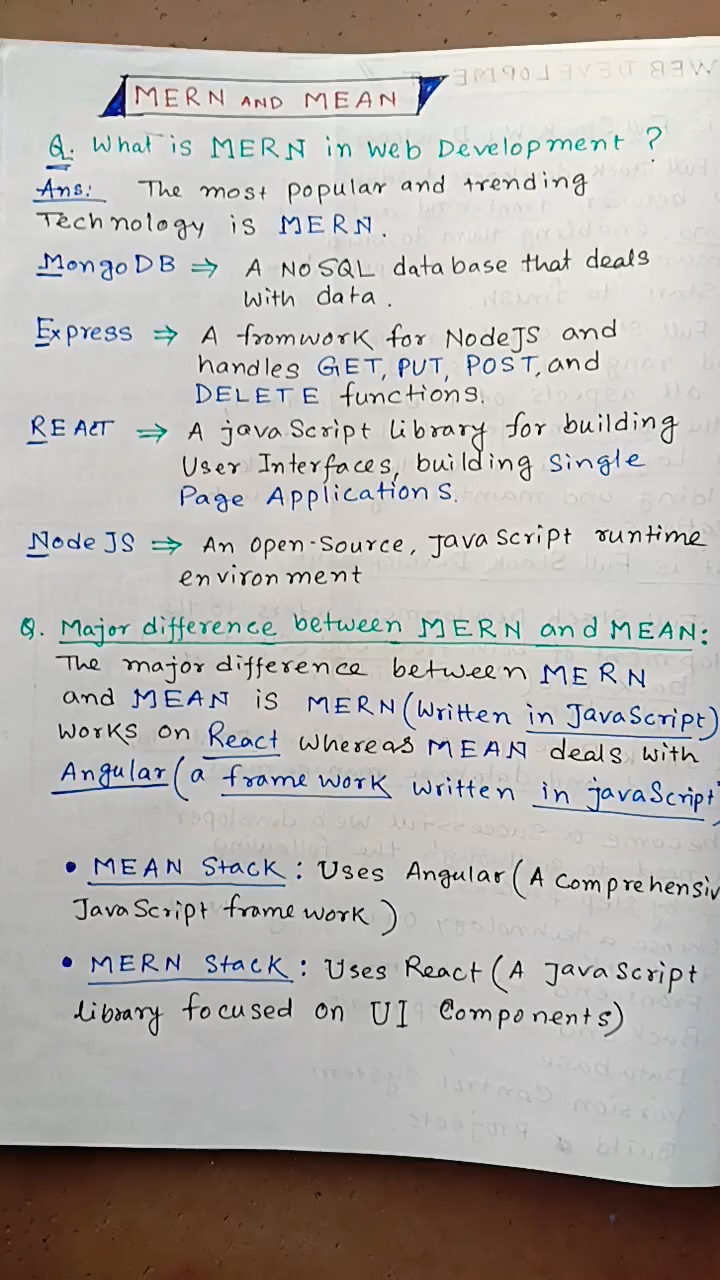 MERN AND MEAN
Q. What is MERN in Web Development ?
Ans: The most popular and trending
Technology is MERN.
MongoDB ⇒ A NOSQL database that deals
with data.
Express ⇒ A fromwork for NodeJS and
handles GET, PUT, POST, and
DELETE functions.
REACT ⇒ A javaScript library for building
User Interfaces, building Single
Page Applications.
Node JS ⇒ An open-Source, JavaScript runtime
environment
Q. Major difference between MERN and MEAN:
The major difference between MERN
and MEAN is MERN (Written in JavaScript)
Works on React whereas MEAN deals with
Angular (a frame work written in javaScript)
• MEAN Stack : Uses Angular (A Comprehensiv
JavaScript frame work)
• MERN Stack : Uses React (A JavaScript
library focused on UI Components)